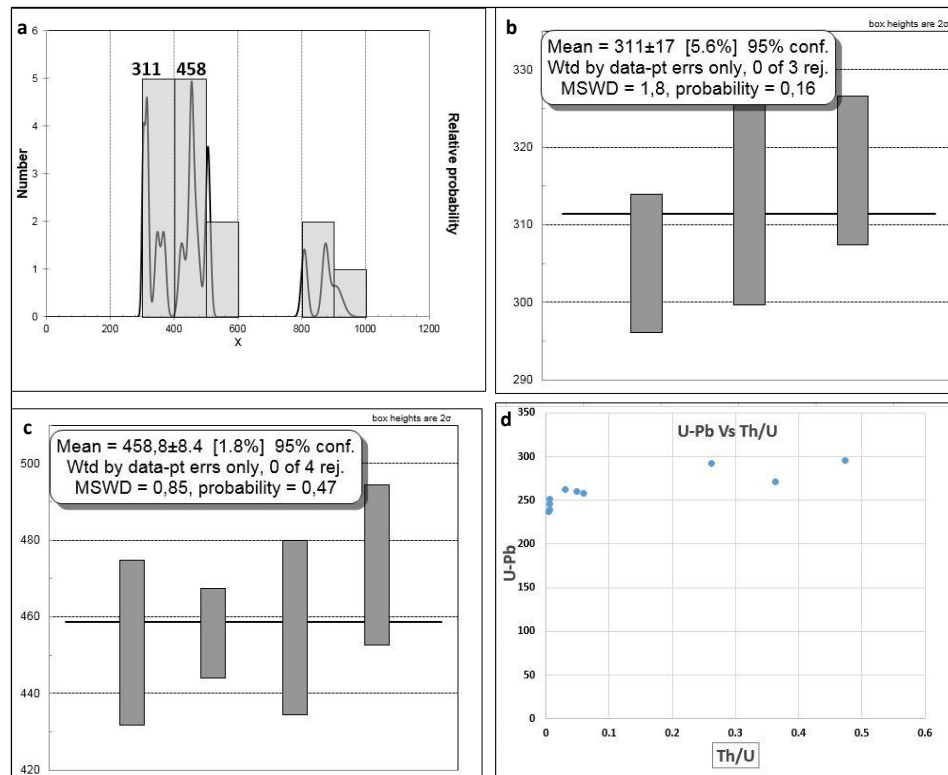 a
6
5
4
3
2
1
0
Number
311 458
Relative probability
0 200 400 600 800 1000 1200
x
b
box heights are 2σ
Mean = 311±17 [5.6%] 95% conf.
Wtd by data-pt errs only, 0 of 3 rej.
MSWD = 1,8, probability = 0,16
335
325
320
315
310
305
300
295
290
c
box heights are 2σ
Mean = 458,8±8.4 [1.8%] 95% conf.
Wtd by data-pt errs only, 0 of 4 rej.
MSWD = 0,85, probability = 0,47
500
480
460
440
420
d
U-Pb Vs Th/U
350
300
250
200
150
100
50
0
U-Pb
0 0.1 0.2 0.3 0.4 0.5 0.6
Th/U